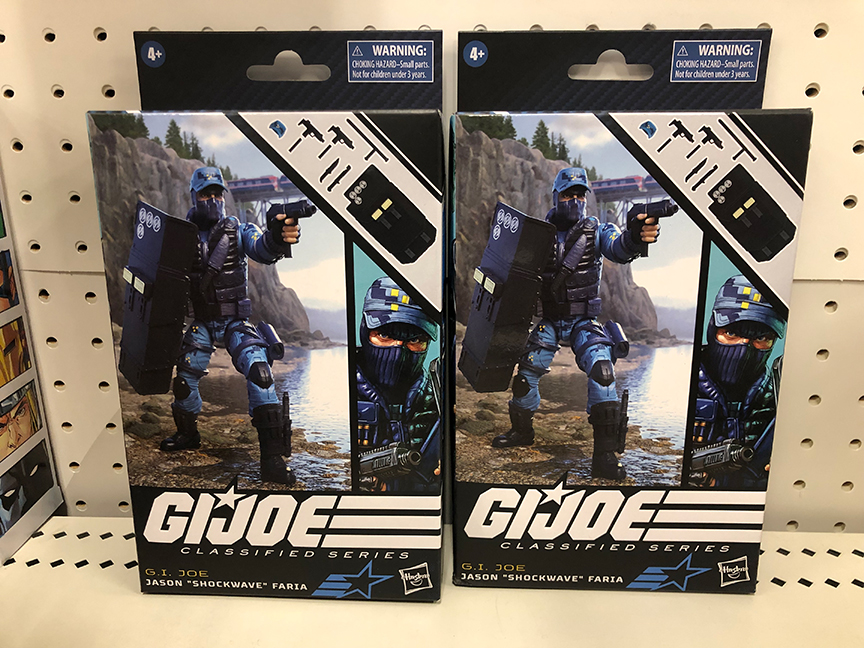 4+
WARNING:
CHOKING HAZARD–Small parts.
Not for children under 3 years.
GIJOE
CLASSIFIED SERIES
G.I. JOE
JASON "SHOCKWAVE" FARIA
Hasbro
4+
WARNING:
CHOKING HAZARD–Small parts.
Not for children under 3 years.
GIJOE
CLASSIFIED SERIES
G.I. JOE
JASON "SHOCKWAVE" FARIA
Hasbro